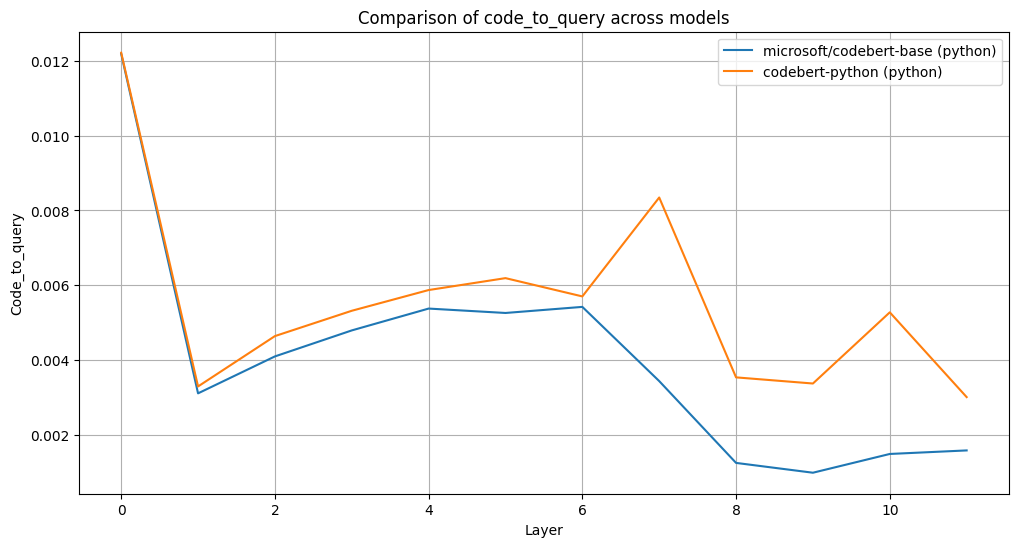 Comparison of code_to_query across models
microsoft/codebert-base (python)
codebert-python (python)
Code_to_query
0.012
0.010
0.008
0.006
0.004
0.002
0 2 4 6 8 10
Layer